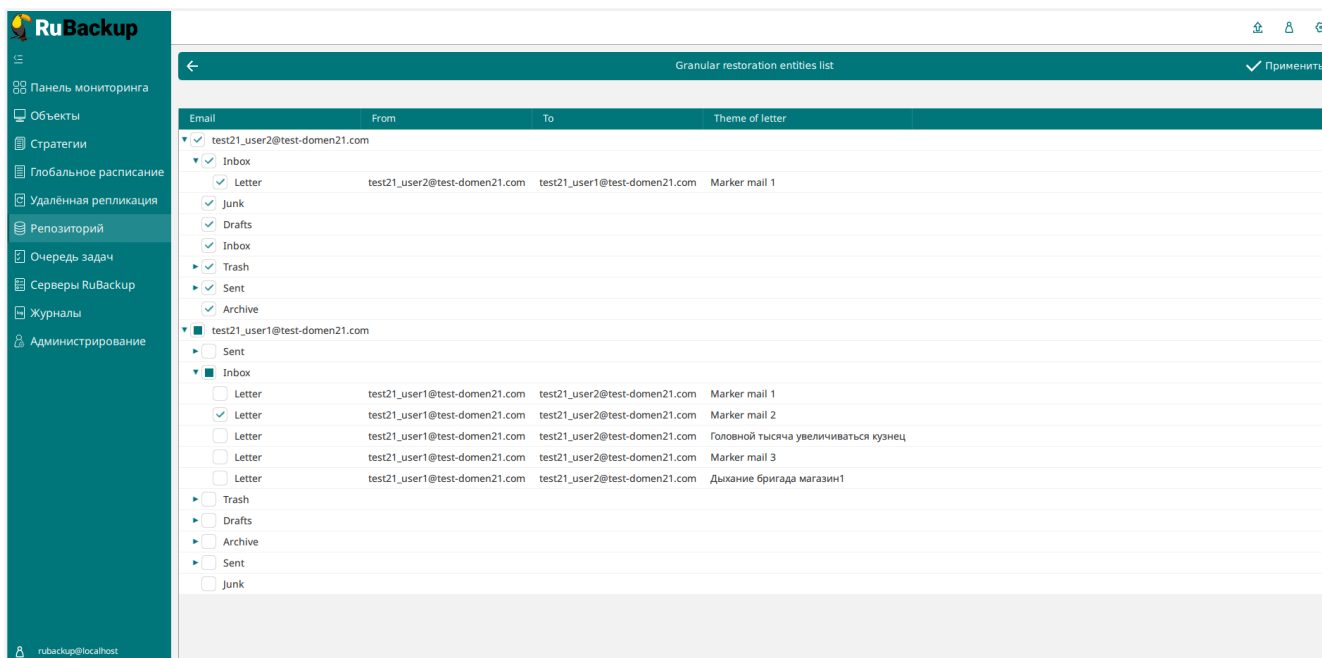 RuBackup
Granular restoration entities list
Применить
Панель мониторинга
Объекты
Стратегии
Глобальное расписание
Удалённая репликация
Репозиторий
Очередь задач
Серверы RuBackup
Журналы
Администрирование
rubackup@localhost
Email From To Theme of letter
test21_user2@test-domen21.com
Inbox
Letter test21_user2@test-domen21.com test21_user1@test-domen21.com Marker mail 1
Junk
Drafts
Inbox
Trash
Sent
Archive
test21_user1@test-domen21.com
Sent
Inbox
Letter test21_user1@test-domen21.com test21_user2@test-domen21.com Marker mail 1
Letter test21_user1@test-domen21.com test21_user2@test-domen21.com Marker mail 2
Letter test21_user1@test-domen21.com test21_user2@test-domen21.com Головной тысяча увеличиваться кузнец
Letter test21_user1@test-domen21.com test21_user2@test-domen21.com Marker mail 3
Letter test21_user1@test-domen21.com test21_user2@test-domen21.com Дыхание бригада магазин1
Trash
Drafts
Archive
Sent
Junk